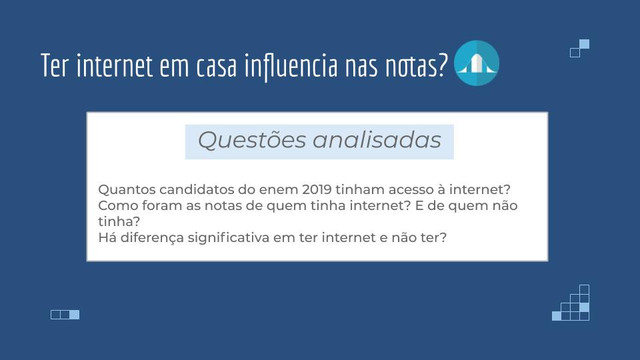 Ter internet em casa influencia nas notas?
Questões analisadas
Quantos candidatos do enem 2019 tinham acesso à internet?
Como foram as notas de quem tinha internet? E de quem não
tinha?
Há diferença significativa em ter internet e não ter?